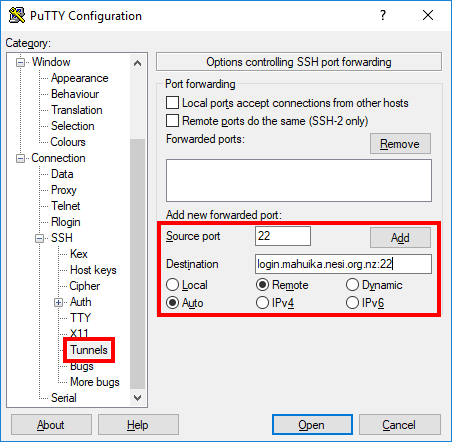 PuTTY Configuration
Category:
Window
Appearance
Behaviour
Translation
Selection
Colours
Connection
Data
Proxy
Telnet
Rlogin
SSH
Kex
Host keys
Cipher
Auth
TTY
X11
Tunnels
Bugs
More bugs
Serial
Options controlling SSH port forwarding
Port forwarding
Local ports accept connections from other hosts
Remote ports do the same (SSH-2 only)
Forwarded ports: Remove
Add new forwarded port:
Source port 22 Add
Destination login.mahuika.nesi.org.nz:22
Local Remote Dynamic
Auto IPv4 IPv6
About Help Open Cancel